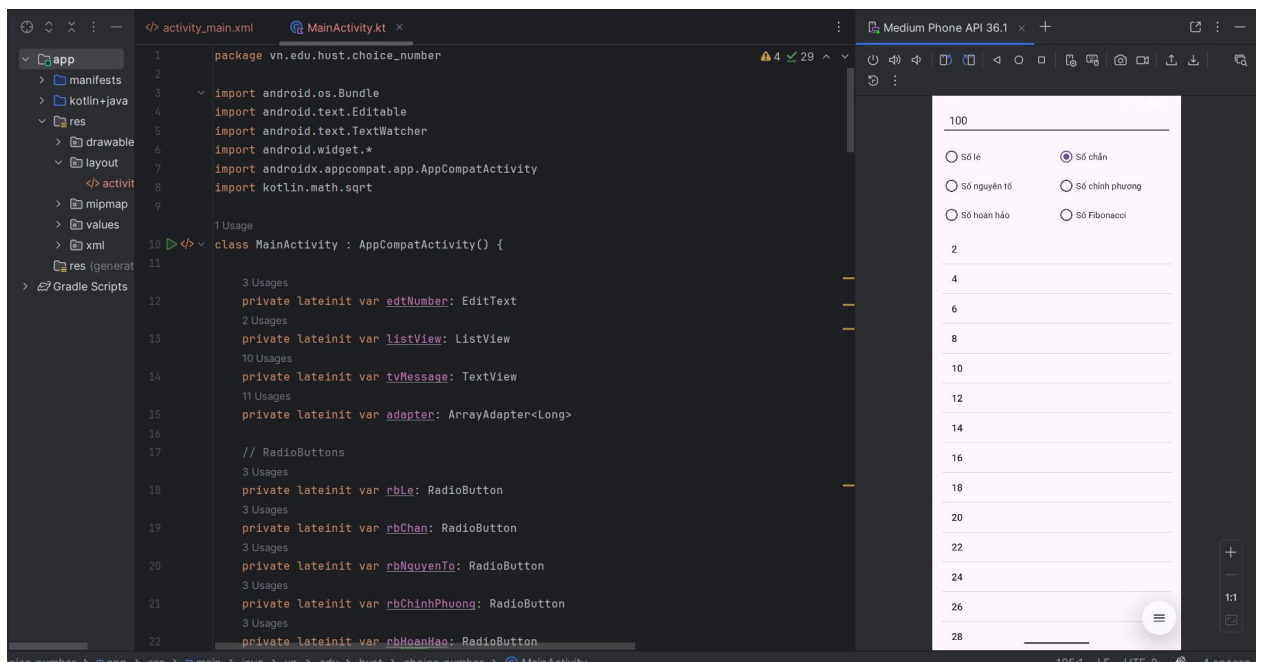 activity_main.xml
MainActivity.kt
Medium Phone API 36.1
app
manifests
kotlin+java
res
drawable
layout
activit
mipmap
values
xml
res (generat
Gradle Scripts
4 29
1 package vn.edu.hust.choice_number
2
3 import android.os.Bundle
4 import android.text.Editable
5 import android.text.TextWatcher
6 import android.widget.*
7 import androidx.appcompat.app.AppCompatActivity
8 import kotlin.math.sqrt
9
1 Usage
10 class MainActivity : AppCompatActivity() {
11
3 Usages
12 private lateinit var edtNumber: EditText
2 Usages
13 private lateinit var listView: ListView
10 Usages
14 private lateinit var tvMessage: TextView
11 Usages
15 private lateinit var adapter: ArrayAdapter<Long>
16
17 // RadioButtons
3 Usages
18 private lateinit var rbLe: RadioButton
3 Usages
19 private lateinit var rbChan: RadioButton
3 Usages
20 private lateinit var rbNguyenTo: RadioButton
3 Usages
21 private lateinit var rbChinhPhuong: RadioButton
3 Usages
22 private lateinit var rbHoanHao: RadioButton
100
Số lẻ Số chẵn
Số nguyên tố Số chính phương
Số hoàn hảo Số Fibonacci
2
4
6
8
10
12
14
16
18
20
22
24
26
28
1:1